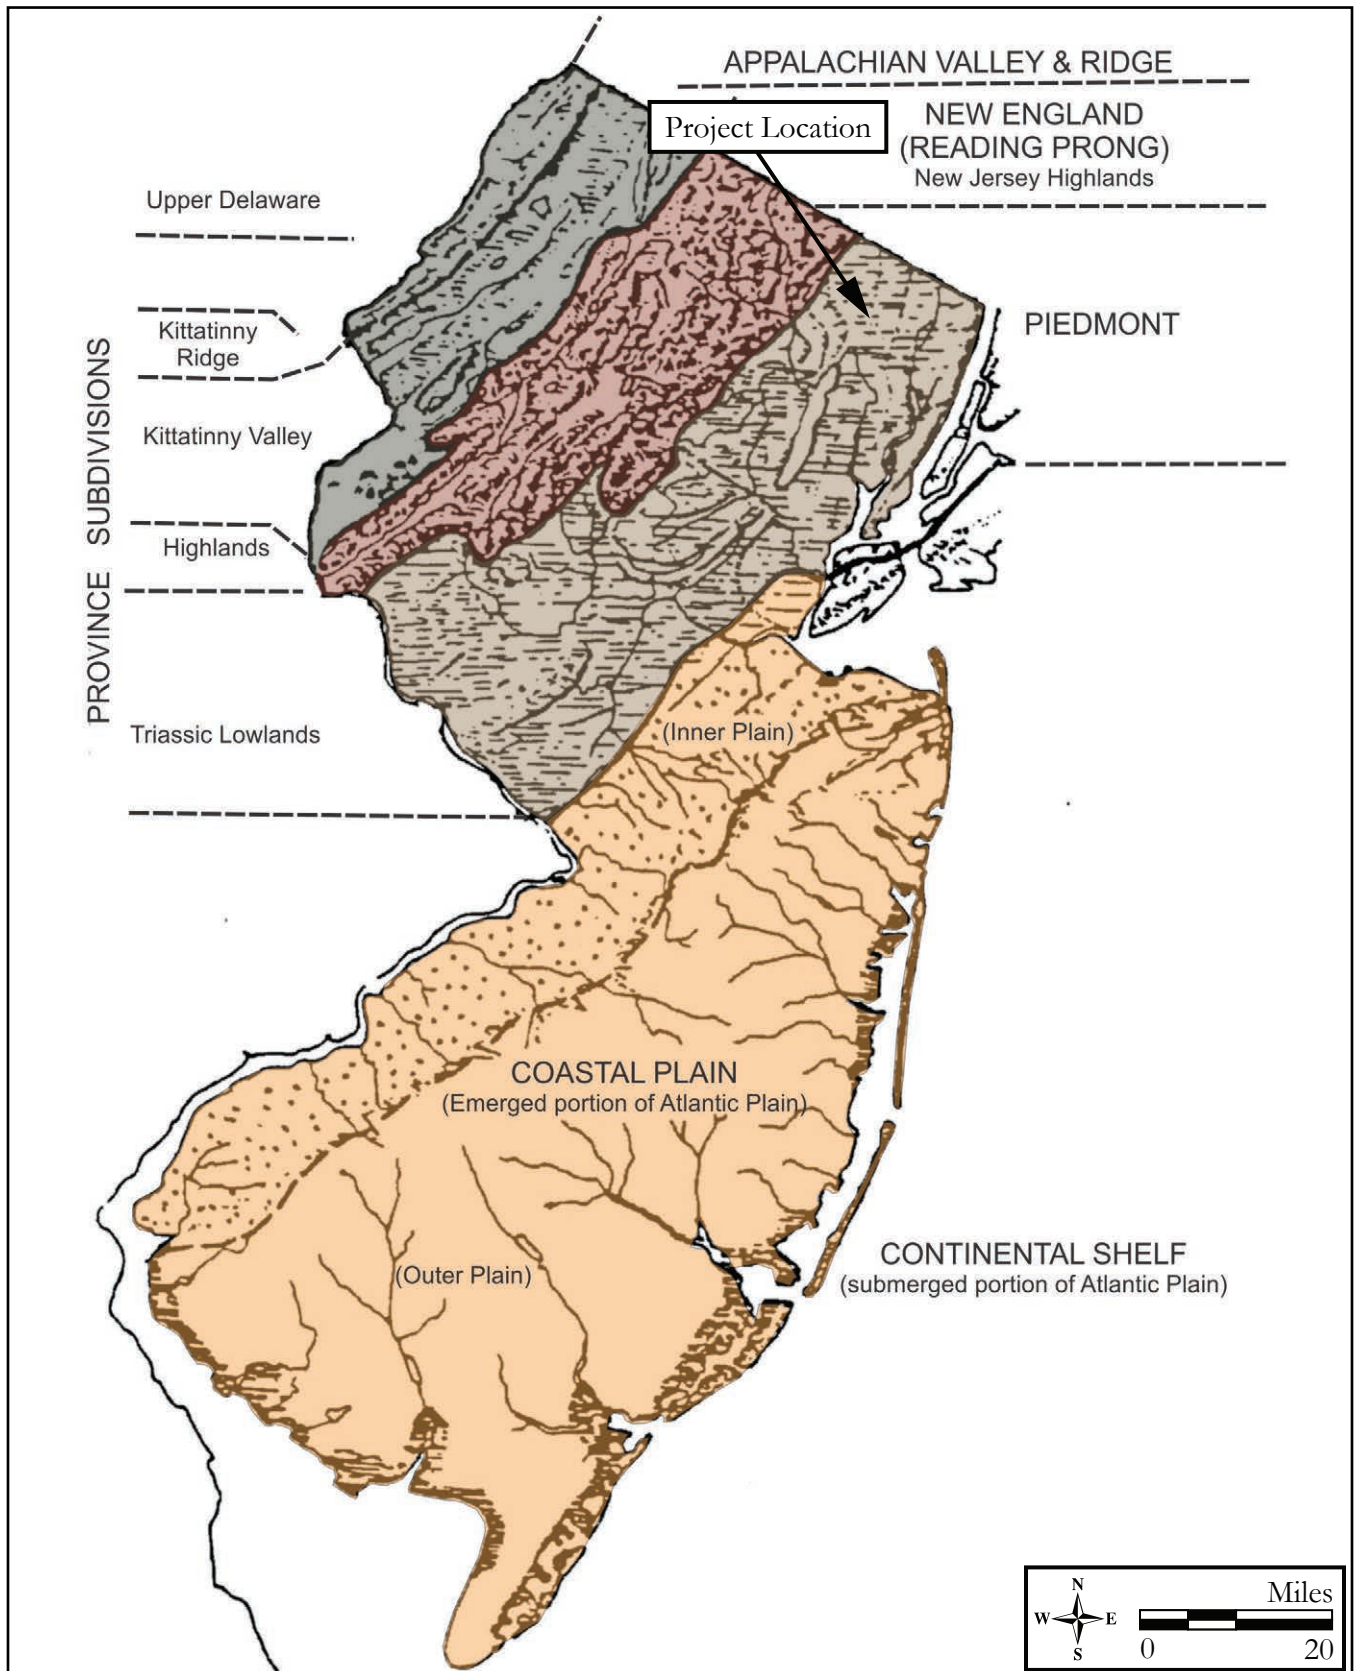 APPALACHIAN VALLEY & RIDGE
Project Location
NEW ENGLAND
(READING PRONG)
New Jersey Highlands
Upper Delaware
Kittatinny
Ridge
PIEDMONT
PROVINCE SUBDIVISIONS
Kittatinny Valley
Highlands
Triassic Lowlands
(Inner Plain)
COASTAL PLAIN
(Emerged portion of Atlantic Plain)
(Outer Plain)
CONTINENTAL SHELF
(submerged portion of Atlantic Plain)
N
W E
S
Miles
0 20